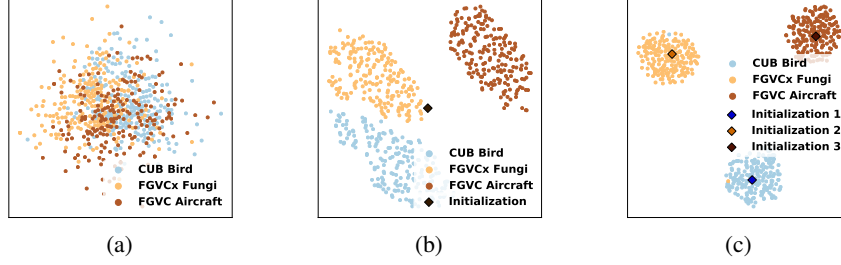 CUB Bird
FGVCx Fungi
FGVC Aircraft
(a)
CUB Bird
FGVCx Fungi
FGVC Aircraft
Initialization
(b)
CUB Bird
FGVCx Fungi
FGVC Aircraft
Initialization 1
Initialization 2
Initialization 3
(c)